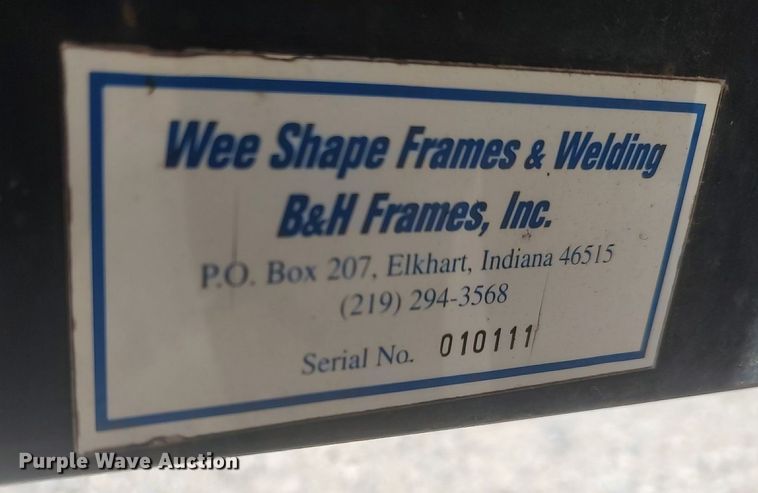 Wee Shape Frames & Welding
B&H Frames, Inc.
P.O. Box 207, Elkhart, Indiana 46515
(219) 294-3568
Serial No. 010111
Purple Wave Auction